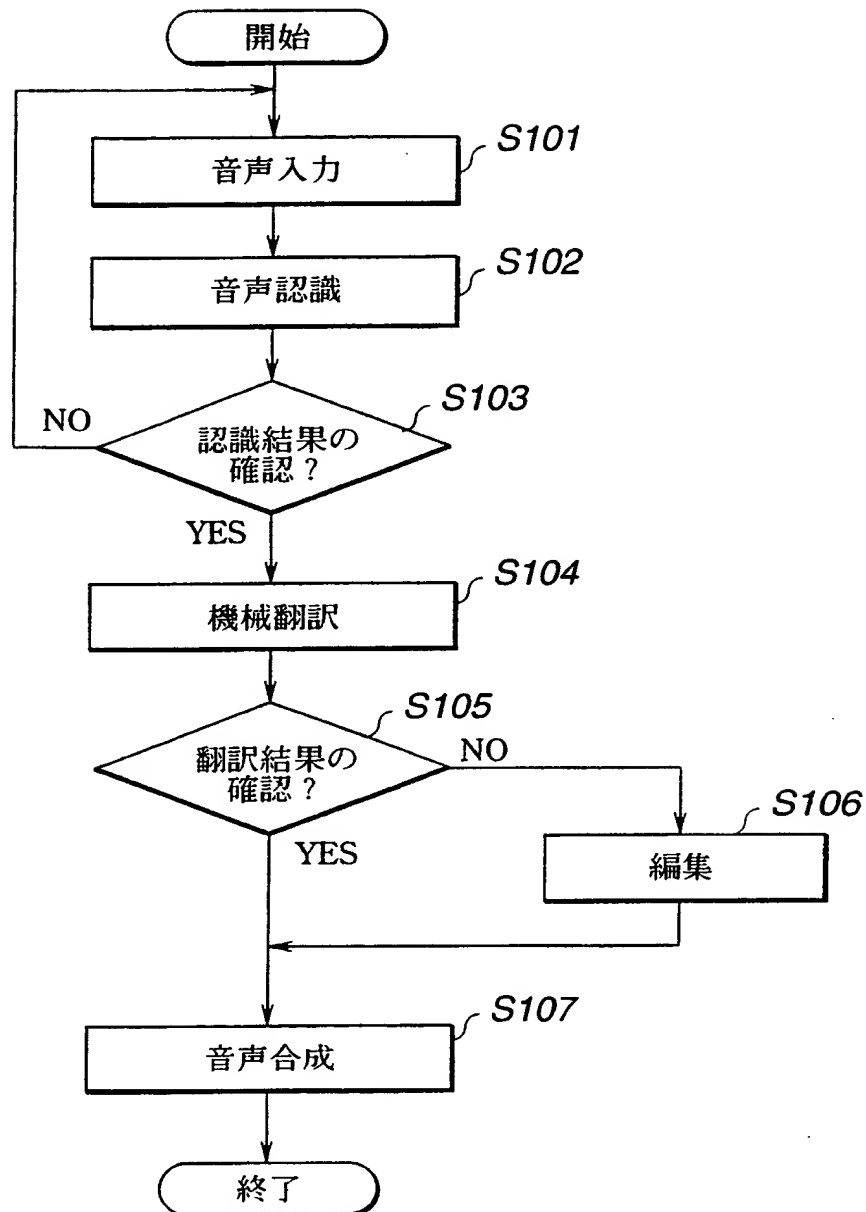 開始
S101
音声入力
S102
音声認識
S103
NO
認識結果の
確認？
YES
S104
機械翻訳
S105
翻訳結果の
確認？
NO
YES
S106
編集
S107
音声合成
終了